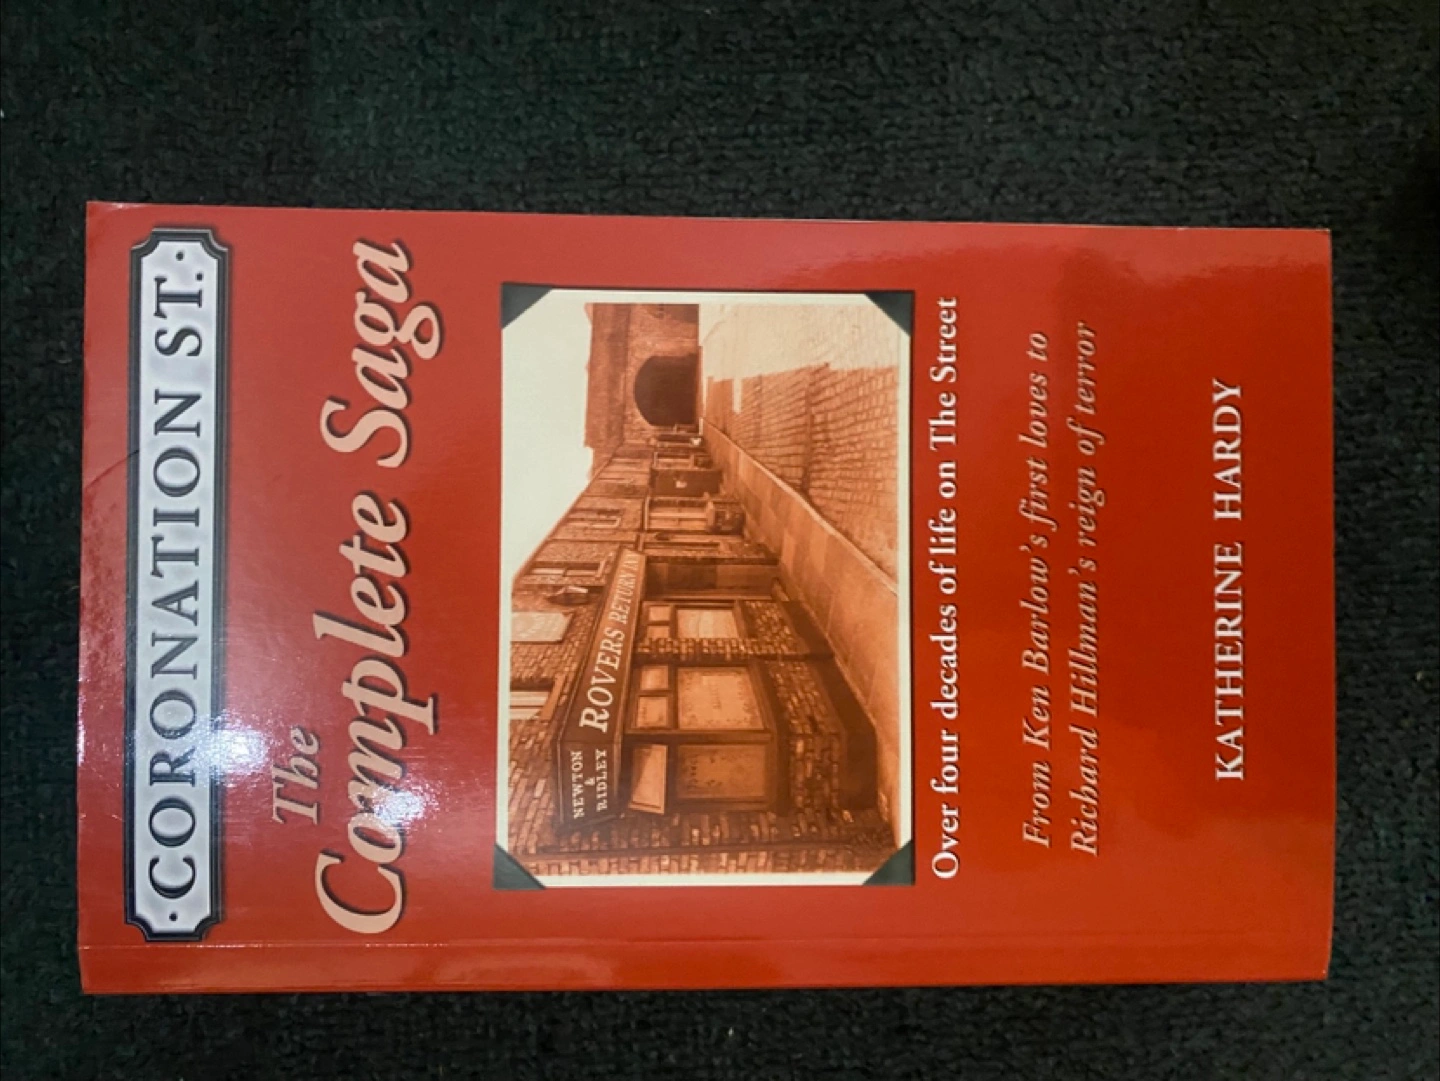 · CORONATION ST. ·
The
Complete Saga
NEWTON
&
RIDLEY
ROVERS RETURN INN
Over four decades of life on The Street
From Ken Barlow's first loves to
Richard Hillman's reign of terror
KATHERINE HARDY